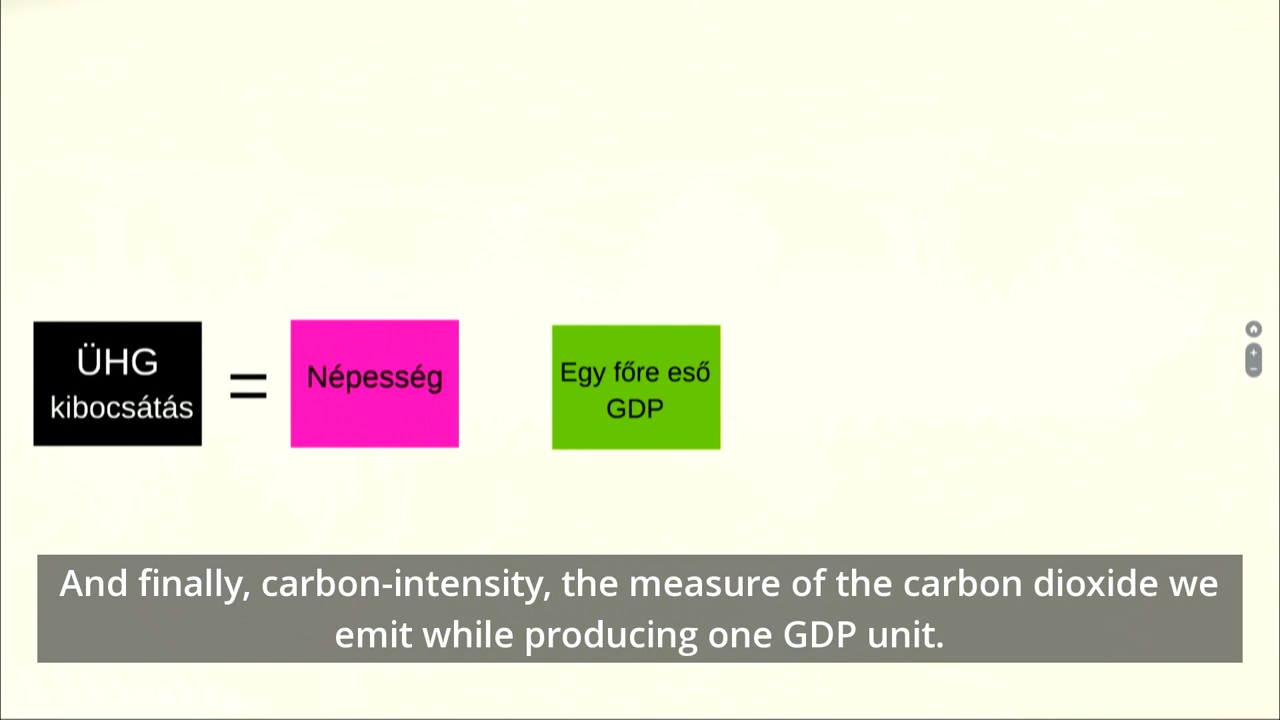 ÜHG
kibocsátás
=
Népesség
Egy főre eső
GDP
And finally, carbon-intensity, the measure of the carbon dioxide we
emit while producing one GDP unit.